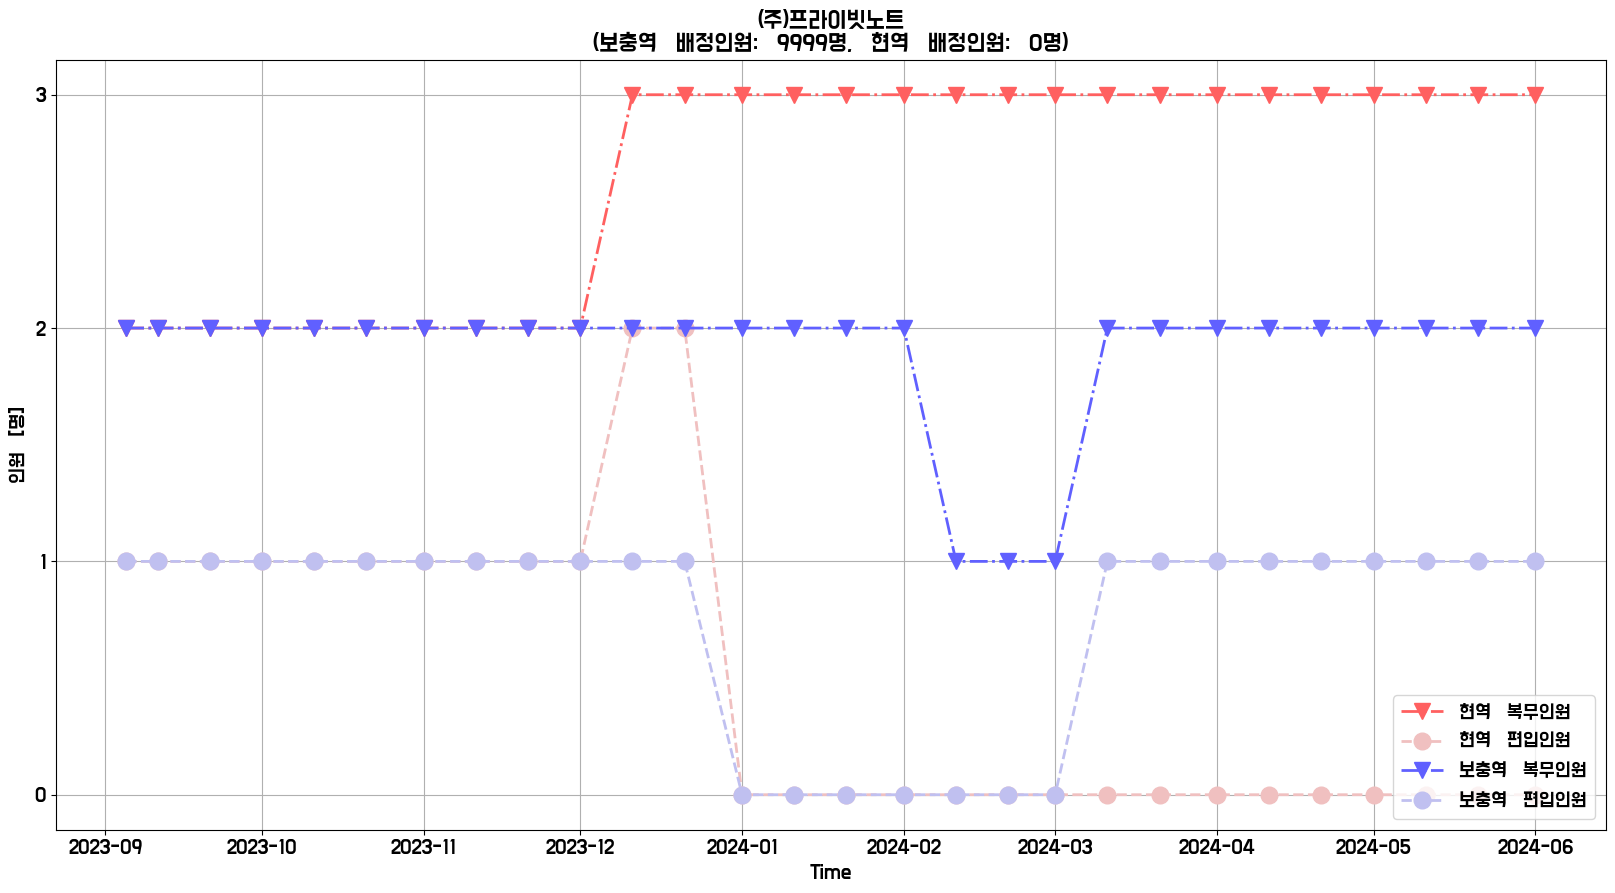 (주)프라이빗노트
(보충역 배정인원: 9999명, 현역 배정인원: 0명)
3
2
1
0
인원 [명]
2023-09 2023-10 2023-11 2023-12 2024-01 2024-02 2024-03 2024-04 2024-05 2024-06
Time
현역 복무인원
현역 편입인원
보충역 복무인원
보충역 편입인원